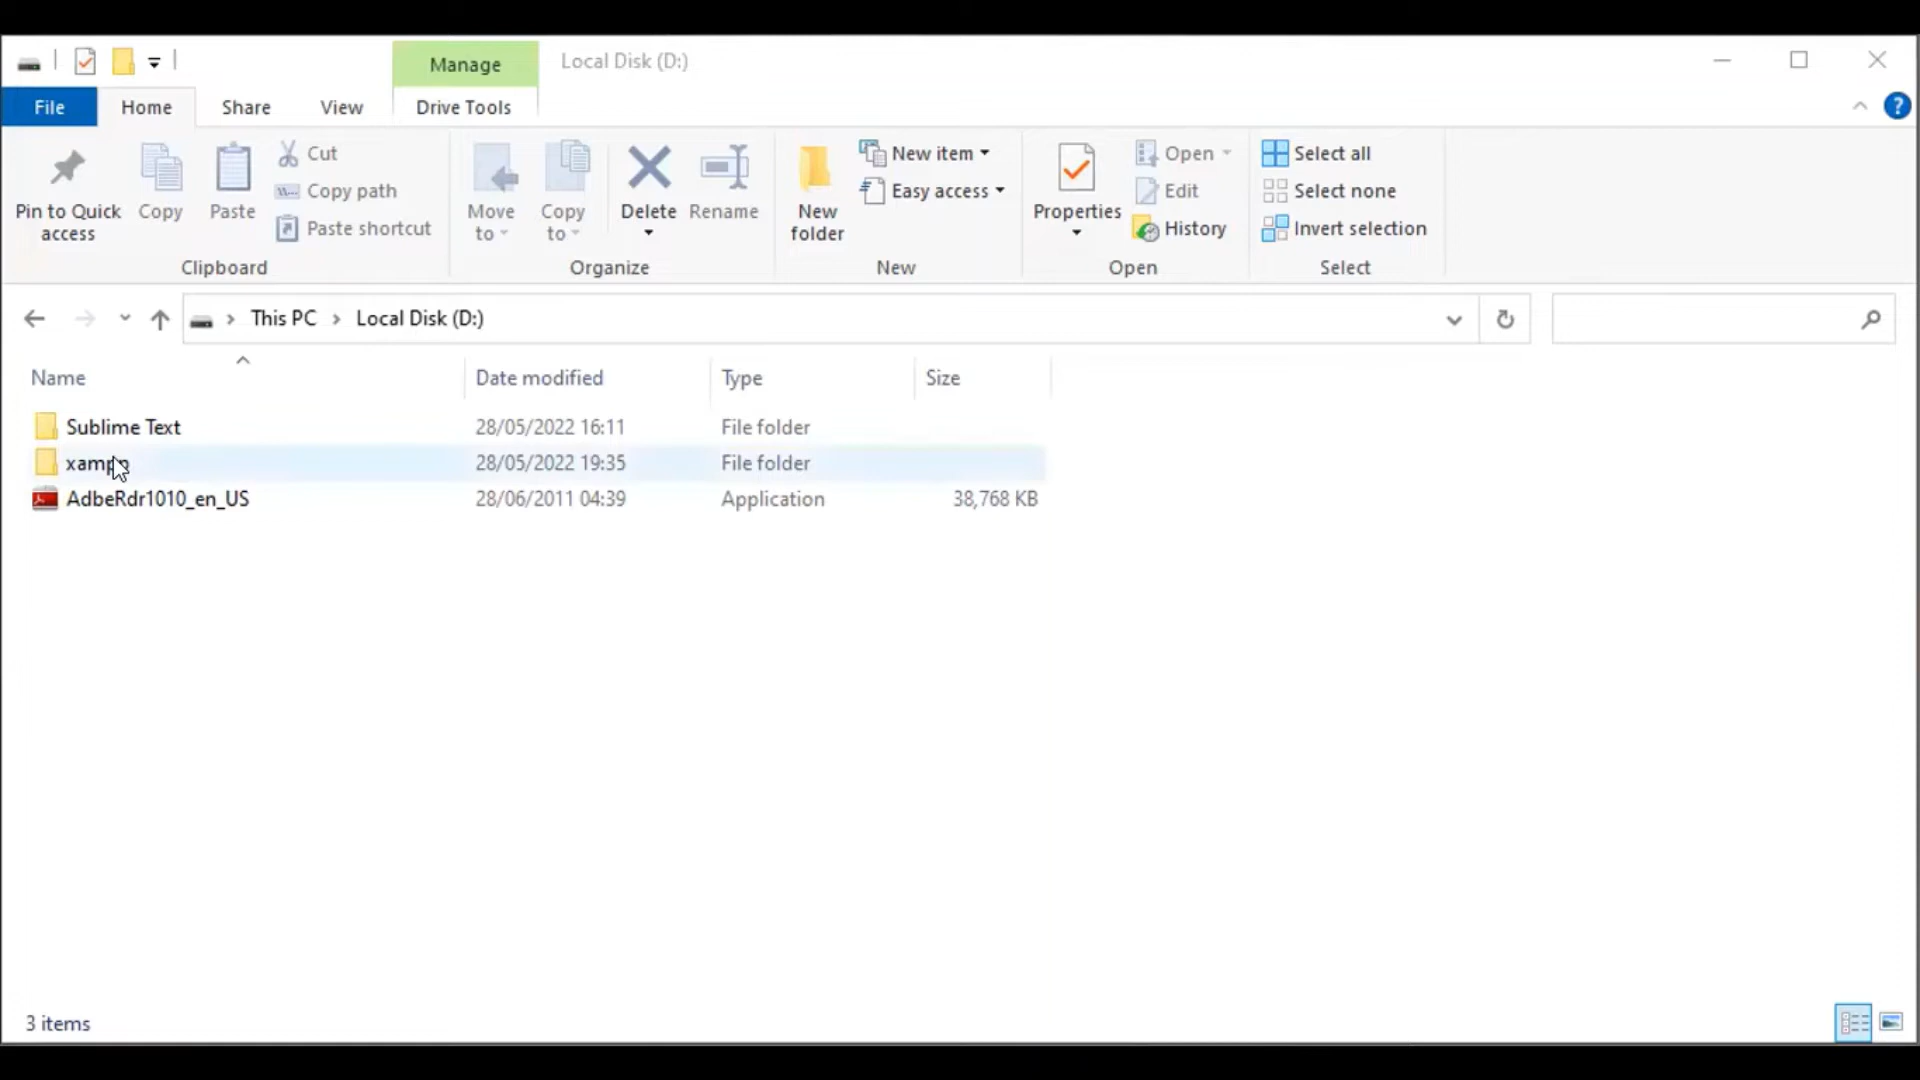 Manage Local Disk (D:)
File Home Share View Drive Tools
Pin to Quick access
Copy
Paste
Cut
Copy path
Paste shortcut
Clipboard
Move to
Copy to
Delete
Rename
Organize
New folder
New item
Easy access
New
Properties
Open
Edit
History
Open
Select all
Select none
Invert selection
Select
This PC > Local Disk (D:)
Name Date modified Type Size
Sublime Text 28/05/2022 16:11 File folder
xampp 28/05/2022 19:35 File folder
AdbeRdr1010_en_US 28/06/2011 04:39 Application 38,768 KB
3 items